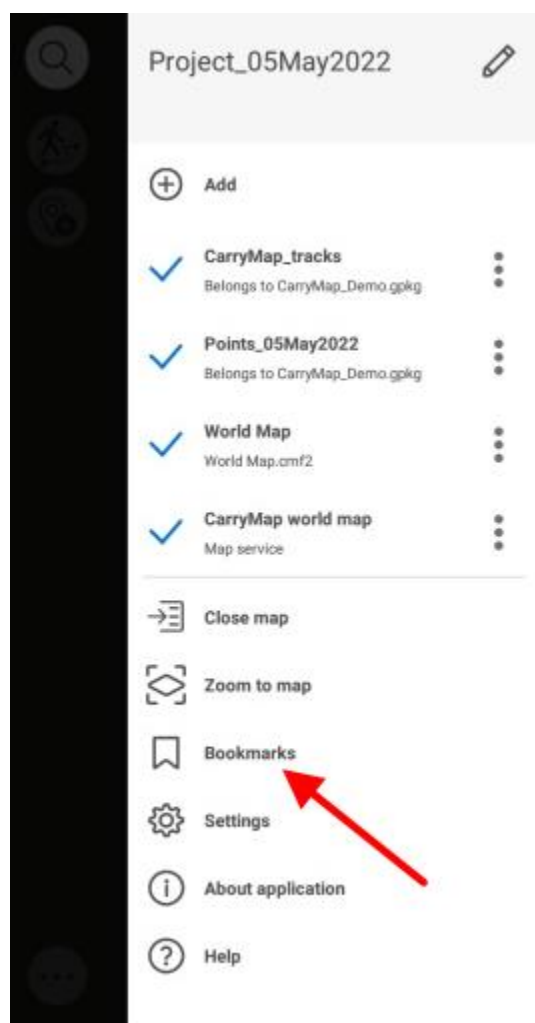 Project_05May2022
Add
CarryMap_tracks
Belongs to CarryMap_Demo.gpkg
Points_05May2022
Belongs to CarryMap_Demo.gpkg
World Map
World Map.cmf2
CarryMap world map
Map service
Close map
Zoom to map
Bookmarks
Settings
About application
Help